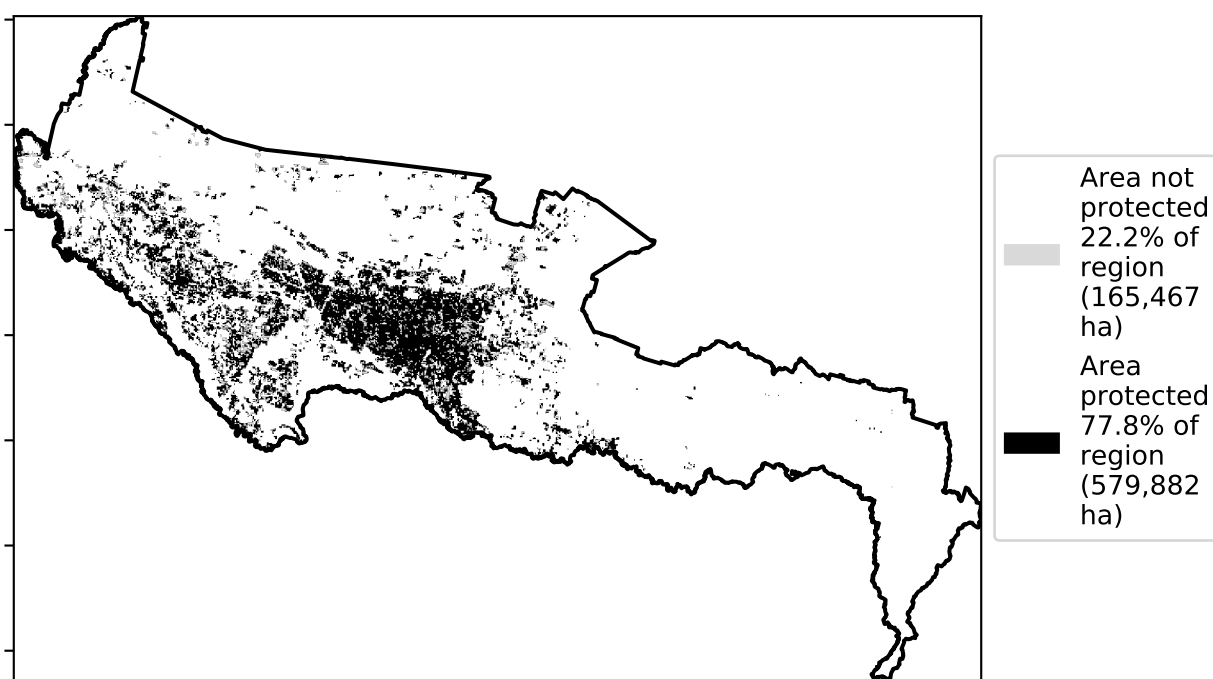 Area not
protected
22.2% of
region
(165,467
ha)
Area
protected
77.8% of
region
(579,882
ha)